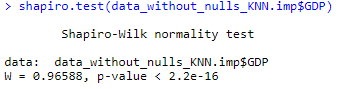 > shapiro.test(data_without_nulls_KNN.imp$GDP)
Shapiro-Wilk normality test
data:  data_without_nulls_KNN.imp$GDP
W = 0.96588, p-value < 2.2e-16